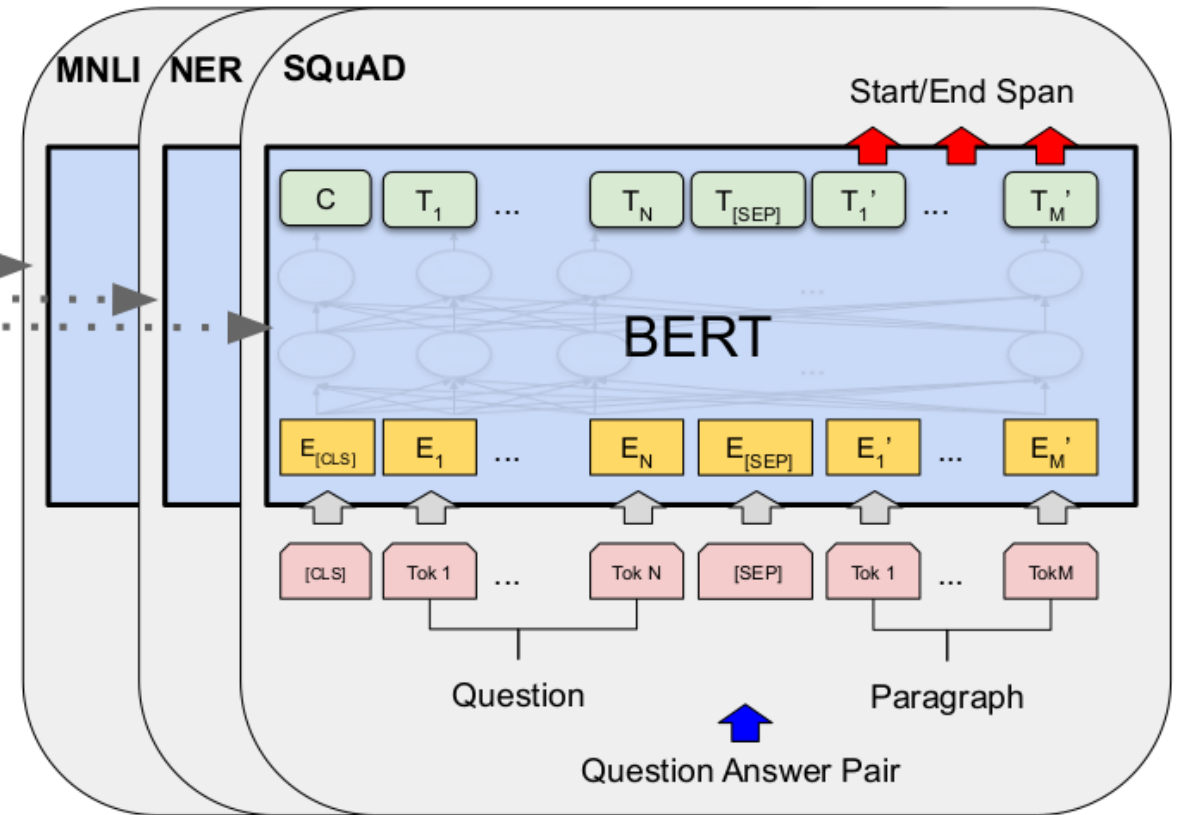 MNLI NER SQuAD
Start/End Span
C T1 ... TN T[SEP] T1’ ... TM’
...
BERT
...
E[CLS] E1 ... EN E[SEP] E1’ ... EM’
[CLS] Tok 1 ... Tok N [SEP] Tok 1 ... TokM
Question Paragraph
Question Answer Pair